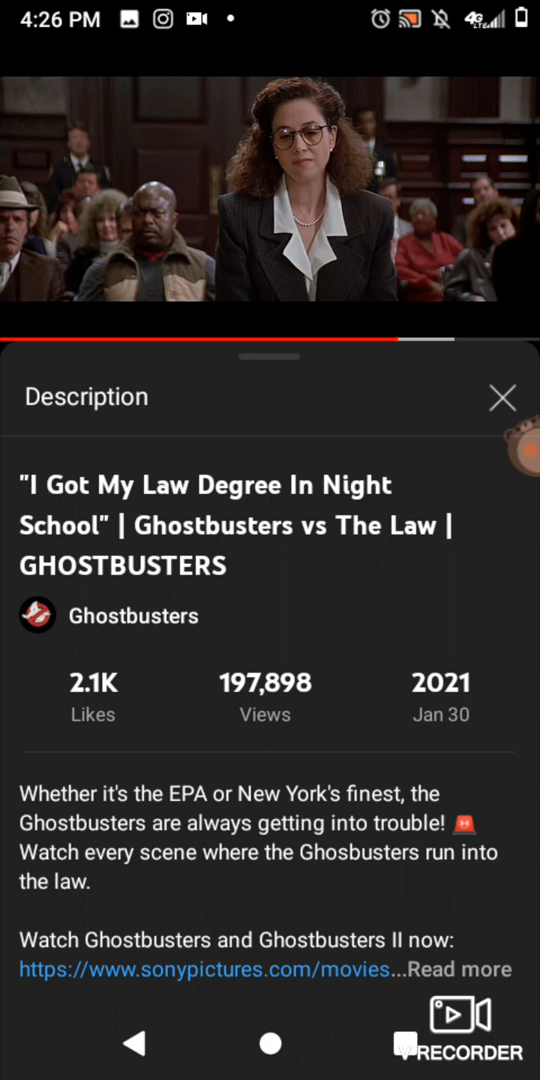 4:26 PM
4G
LTE
Description
"I Got My Law Degree In Night
School" | Ghostbusters vs The Law |
GHOSTBUSTERS
Ghostbusters
2.1K 197,898 2021
Likes Views Jan 30
Whether it's the EPA or New York's finest, the
Ghostbusters are always getting into trouble! 🚨
Watch every scene where the Ghosbusters run into
the law.
Watch Ghostbusters and Ghostbusters II now:
https://www.sonypictures.com/movies...Read more
V RECORDER